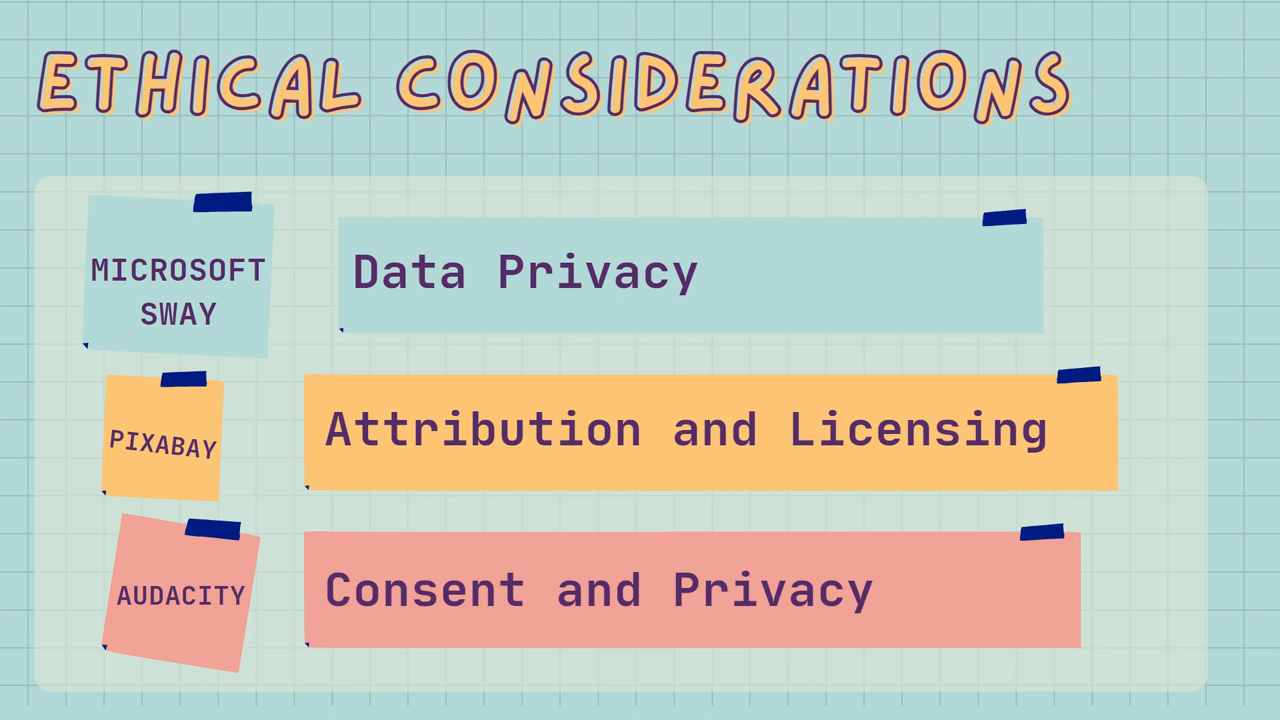 ETHICAL CONSIDERATIONS
MICROSOFT
SWAY
Data Privacy
PIXABAY
Attribution and Licensing
AUDACITY
Consent and Privacy